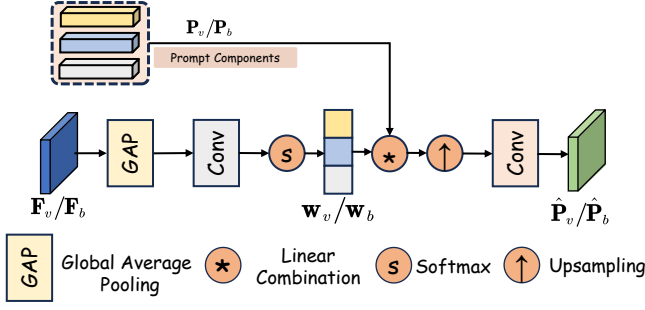 P_v/P_b
Prompt Components
GAP
Conv
S
*
↑
Conv
F_v/F_b
w_v/w_b
P̂_v/P̂_b
GAP
Global Average
Pooling
*
Linear
Combination
S
Softmax
↑
Upsampling